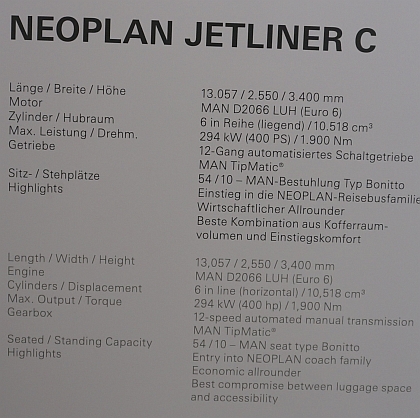 NEOPLAN JETLINER C
Länge / Breite / Höhe 13.057 / 2.550 / 3.400 mm
Motor MAN D2066 LUH (Euro 6)
Zylinder / Hubraum 6 in Reihe (liegend) / 10.518 cm³
Max. Leistung / Drehm. 294 kW (400 PS) / 1.900 Nm
Getriebe 12-Gang automatisiertes Schaltgetriebe
MAN TipMatic®
Sitz- / Stehplätze 54 / 10 – MAN-Bestuhlung Typ Bonitto
Highlights Einstieg in die NEOPLAN-Reisebusfamilie
Wirtschaftlicher Allrounder
Beste Kombination aus Kofferraum-
volumen und Einstiegskomfort
Length / Width / Height 13,057 / 2,550 / 3,400 mm
Engine MAN D2066 LUH (Euro 6)
Cylinders / Displacement 6 in line (horizontal) / 10,518 cm³
Max. Output / Torque 294 kW (400 hp) / 1,900 Nm
Gearbox 12-speed automated manual transmission
MAN TipMatic®
Seated / Standing Capacity 54 / 10 – MAN seat type Bonitto
Highlights Entry into NEOPLAN coach family
Economic allrounder
Best compromise between luggage space
and accessibility